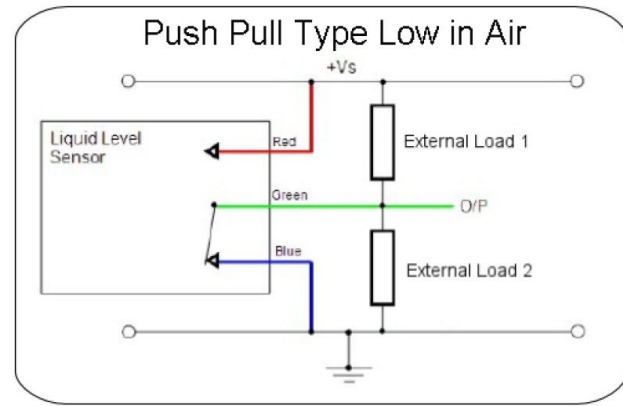 Push Pull Type Low in Air
+Vs
Liquid Level
Sensor
Red
External Load 1
Green
O/P
Blue
External Load 2